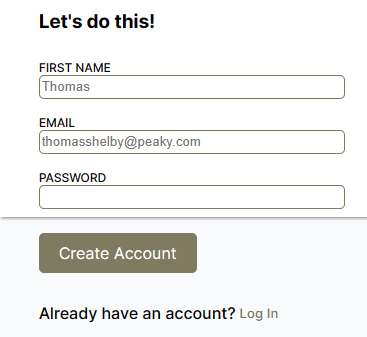 Let's do this!
FIRST NAME
Thomas
EMAIL
thomasshelby@peaky.com
PASSWORD
Create Account
Already have an account? Log In